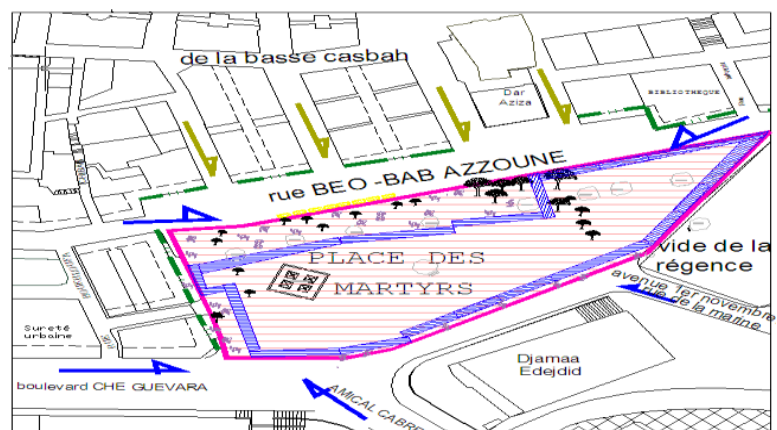 de la basse casbah
Dar
Aziza
BIBLIOTHEQUE
rue BEO -BAB AZZOUNE
PLACE DES
MARTYRS
vide de la
régence
avenue 1er novembre
rue de la marine
Sureté
urbaine
Djamaa
Edejdid
boulevard CHE GUEVARA
AMICAL CABRE